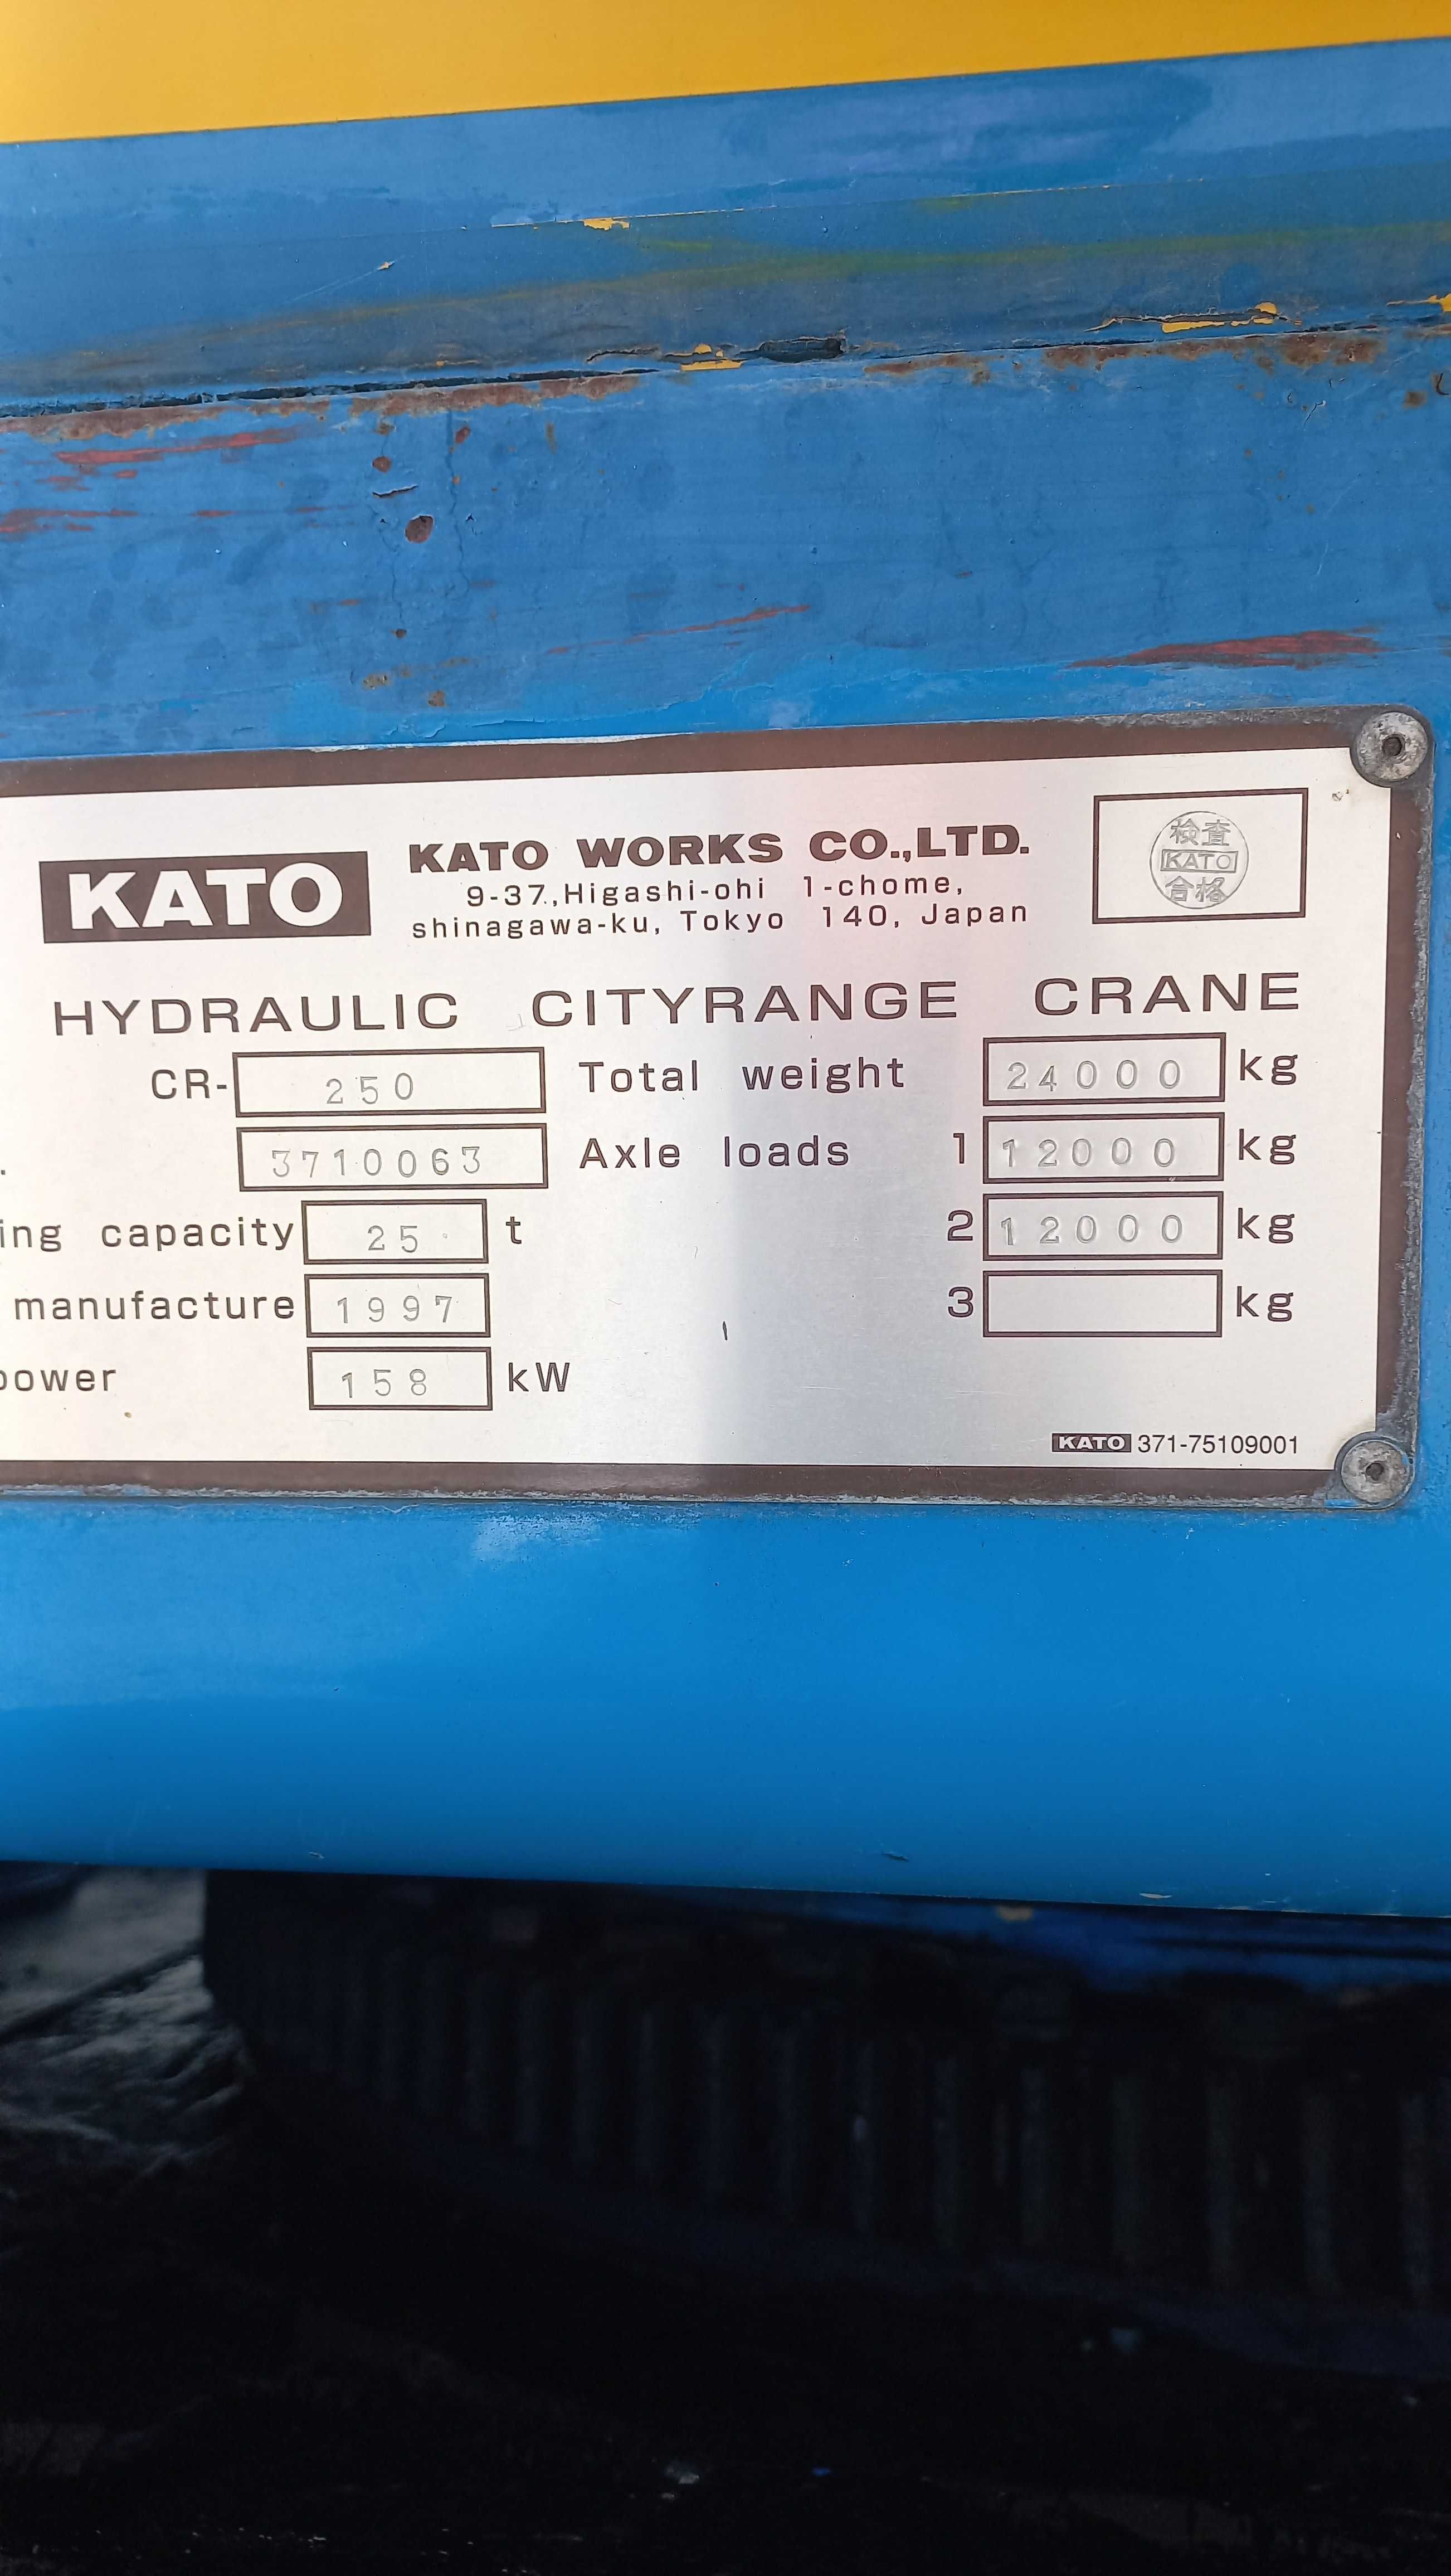 KATO
KATO WORKS CO.,LTD.
9-37,Higashi-ohi 1-chome,
shinagawa-ku, Tokyo 140, Japan
検査
KATO
合格
HYDRAULIC CITYRANGE CRANE
CR- 250 Total weight 24000 kg
. 3710063 Axle loads 1 12000 kg
ing capacity 25 t 2 12000 kg
manufacture 1997 3 kg
power 158 kW
KATO 371-75109001